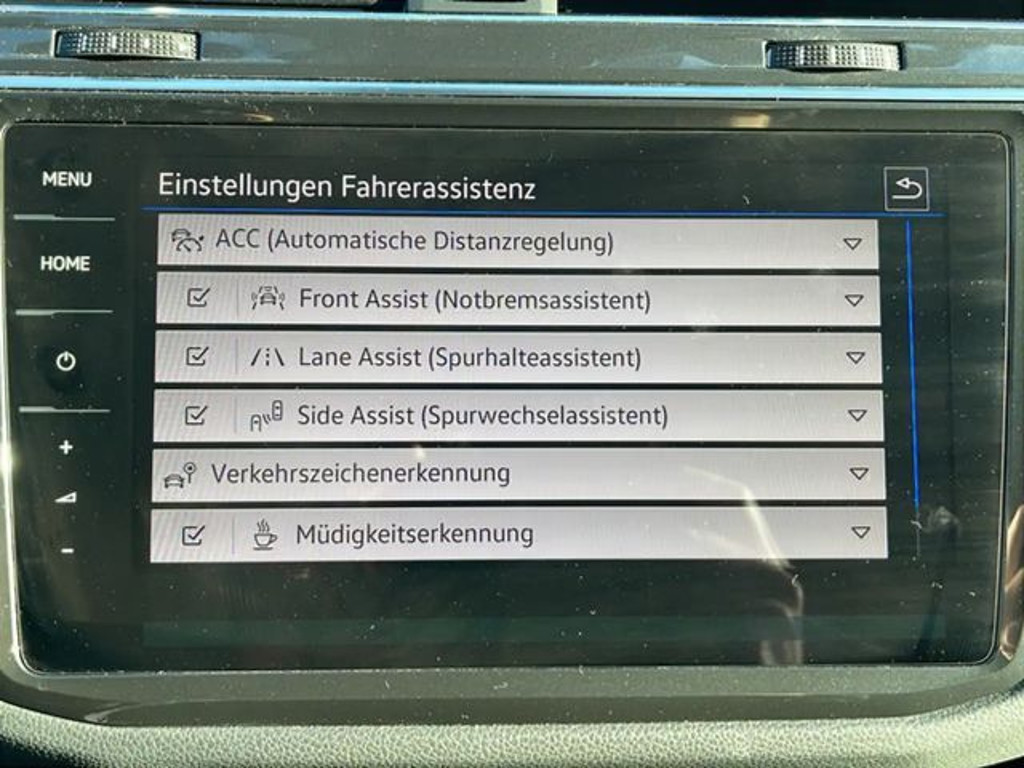 MENU
Einstellungen Fahrerassistenz
ACC (Automatische Distanzregelung)
HOME
Front Assist (Notbremsassistent)
Lane Assist (Spurhalteassistent)
Side Assist (Spurwechselassistent)
+
Verkehrszeichenerkennung
-
Müdigkeitserkennung